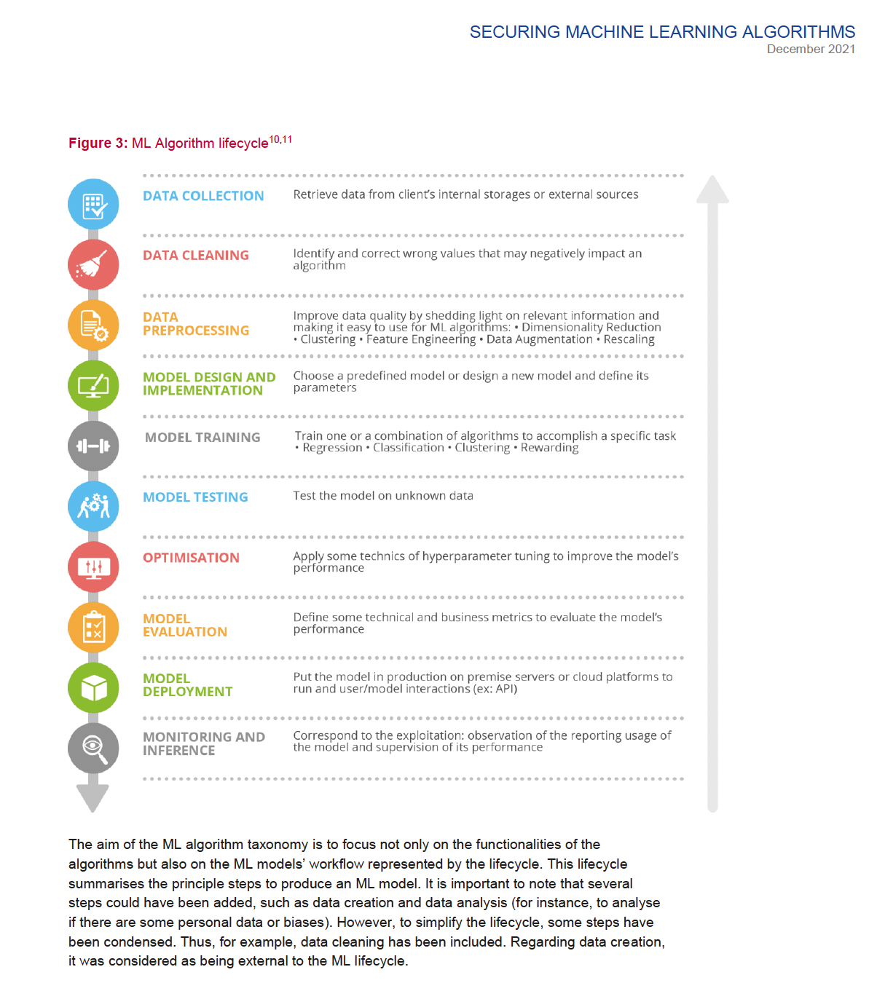 SECURING MACHINE LEARNING ALGORITHMS
December 2021
Figure 3: ML Algorithm lifecycle10,11
DATA COLLECTION
Retrieve data from client’s internal storages or external sources
DATA CLEANING
Identify and correct wrong values that may negatively impact an
algorithm
DATA
PREPROCESSING
Improve data quality by shedding light on relevant information and
making it easy to use for ML algorithms: • Dimensionality Reduction
• Clustering • Feature Engineering • Data Augmentation • Rescaling
MODEL DESIGN AND
IMPLEMENTATION
Choose a predefined model or design a new model and define its
parameters
MODEL TRAINING
Train one or a combination of algorithms to accomplish a specific task
• Regression • Classification • Clustering • Rewarding
MODEL TESTING
Test the model on unknown data
OPTIMISATION
Apply some technics of hyperparameter tuning to improve the model’s
performance
MODEL
EVALUATION
Define some technical and business metrics to evaluate the model’s
performance
MODEL
DEPLOYMENT
Put the model in production on premise servers or cloud platforms to
run and user/model interactions (ex: API)
MONITORING AND
INFERENCE
Correspond to the exploitation: observation of the reporting usage of
the model and supervision of its performance
The aim of the ML algorithm taxonomy is to focus not only on the functionalities of the
algorithms but also on the ML models’ workflow represented by the lifecycle. This lifecycle
summarises the principle steps to produce an ML model. It is important to note that several
steps could have been added, such as data creation and data analysis (for instance, to analyse
if there are some personal data or biases). However, to simplify the lifecycle, some steps have
been condensed. Thus, for example, data cleaning has been included. Regarding data creation,
it was considered as being external to the ML lifecycle.